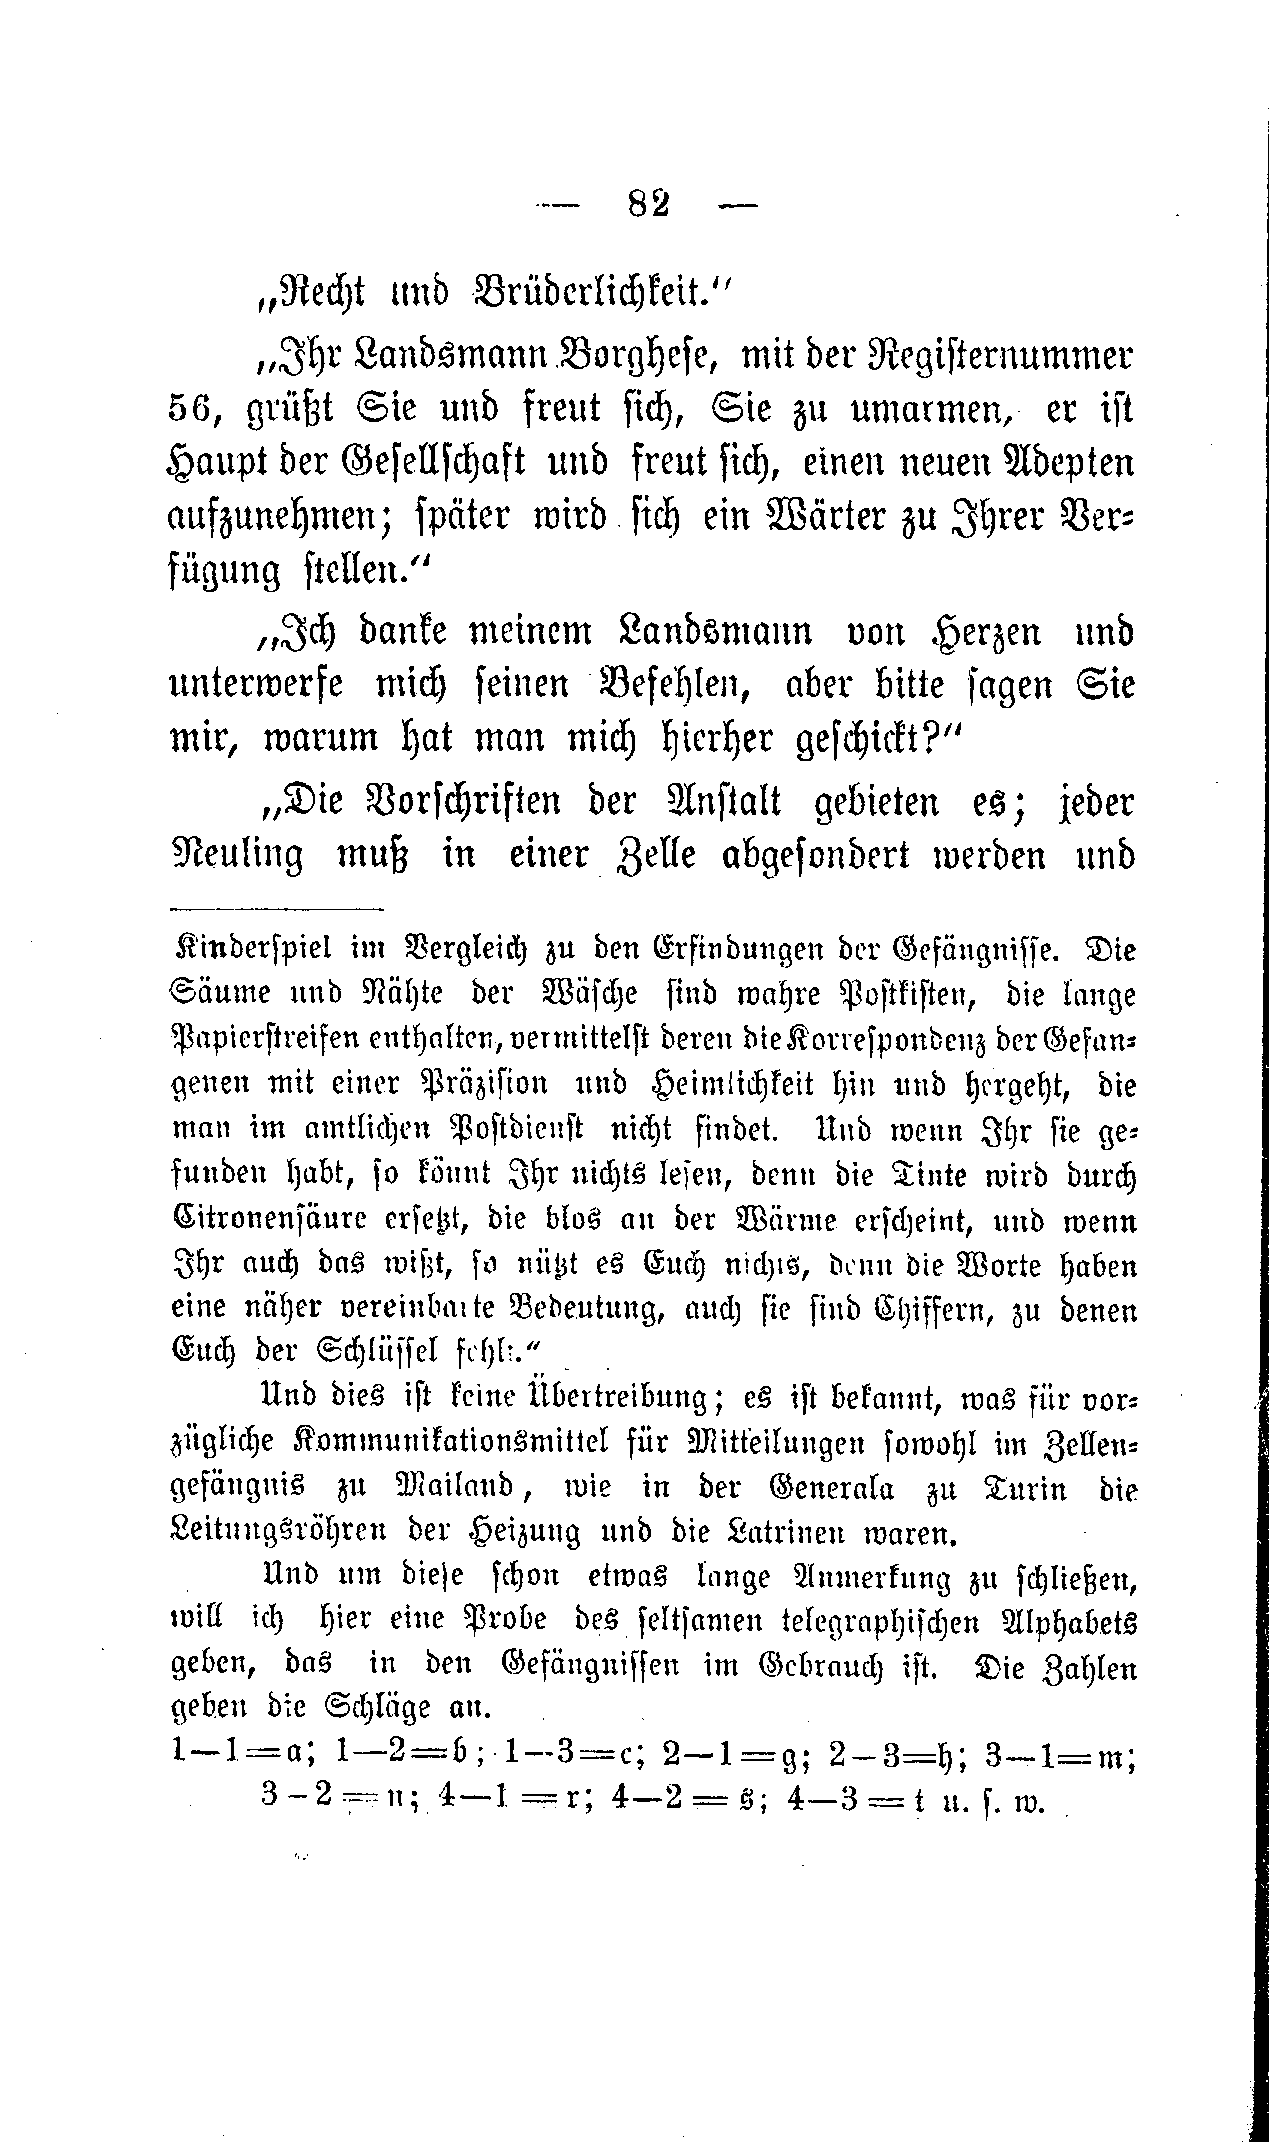 — 82 —
„Recht und Brüderlichkeit."
„Ihr Landsmann Borghese, mit der Registernummer
56, grüßt Sie und freut sich, Sie zu umarmen, er ist
Haupt der Gesellschaft und freut sich, einen neuen Adepten
aufzunehmen; später wird sich ein Wärter zu Ihrer Ver=
fügung stellen."
„Ich danke meinem Landsmann von Herzen und
unterwerfe mich seinen Befehlen, aber bitte sagen Sie
mir, warum hat man mich hierher geschickt?"
„Die Vorschriften der Anstalt gebieten es; jeder
Neuling muß in einer Zelle abgesondert werden und
Kinderspiel im Vergleich zu den Erfindungen der Gefängnisse. Die
Säume und Nähte der Wäsche sind wahre Postkisten, die lange
Papierstreifen enthalten, vermittelst deren die Korrespondenz der Gefan=
genen mit einer Präzision und Heimlichkeit hin und hergeht, die
man im amtlichen Postdienst nicht findet. Und wenn Ihr sie ge=
funden habt, so könnt Ihr nichts lesen, denn die Tinte wird durch
Citronensäure ersetzt, die blos an der Wärme erscheint, und wenn
Ihr auch das wißt, so nützt es Euch nichts, denn die Worte haben
eine näher vereinbarte Bedeutung, auch sie sind Chiffern, zu denen
Euch der Schlüssel fehlt."
Und dies ist keine Übertreibung; es ist bekannt, was für vor=
zügliche Kommunikationsmittel für Mitteilungen sowohl im Zellen=
gefängnis zu Mailand, wie in der Generala zu Turin die
Leitungsröhren der Heizung und die Latrinen waren.
Und um diese schon etwas lange Anmerkung zu schließen,
will ich hier eine Probe des seltsamen telegraphischen Alphabets
geben, das in den Gefängnissen im Gebrauch ist. Die Zahlen
geben die Schläge an.
1—1=a; 1—2=b; 1—3=c; 2—1=g; 2—3=h; 3—1=m;
3—2=n; 4—1=r; 4—2=s; 4—3=t u. s. w.